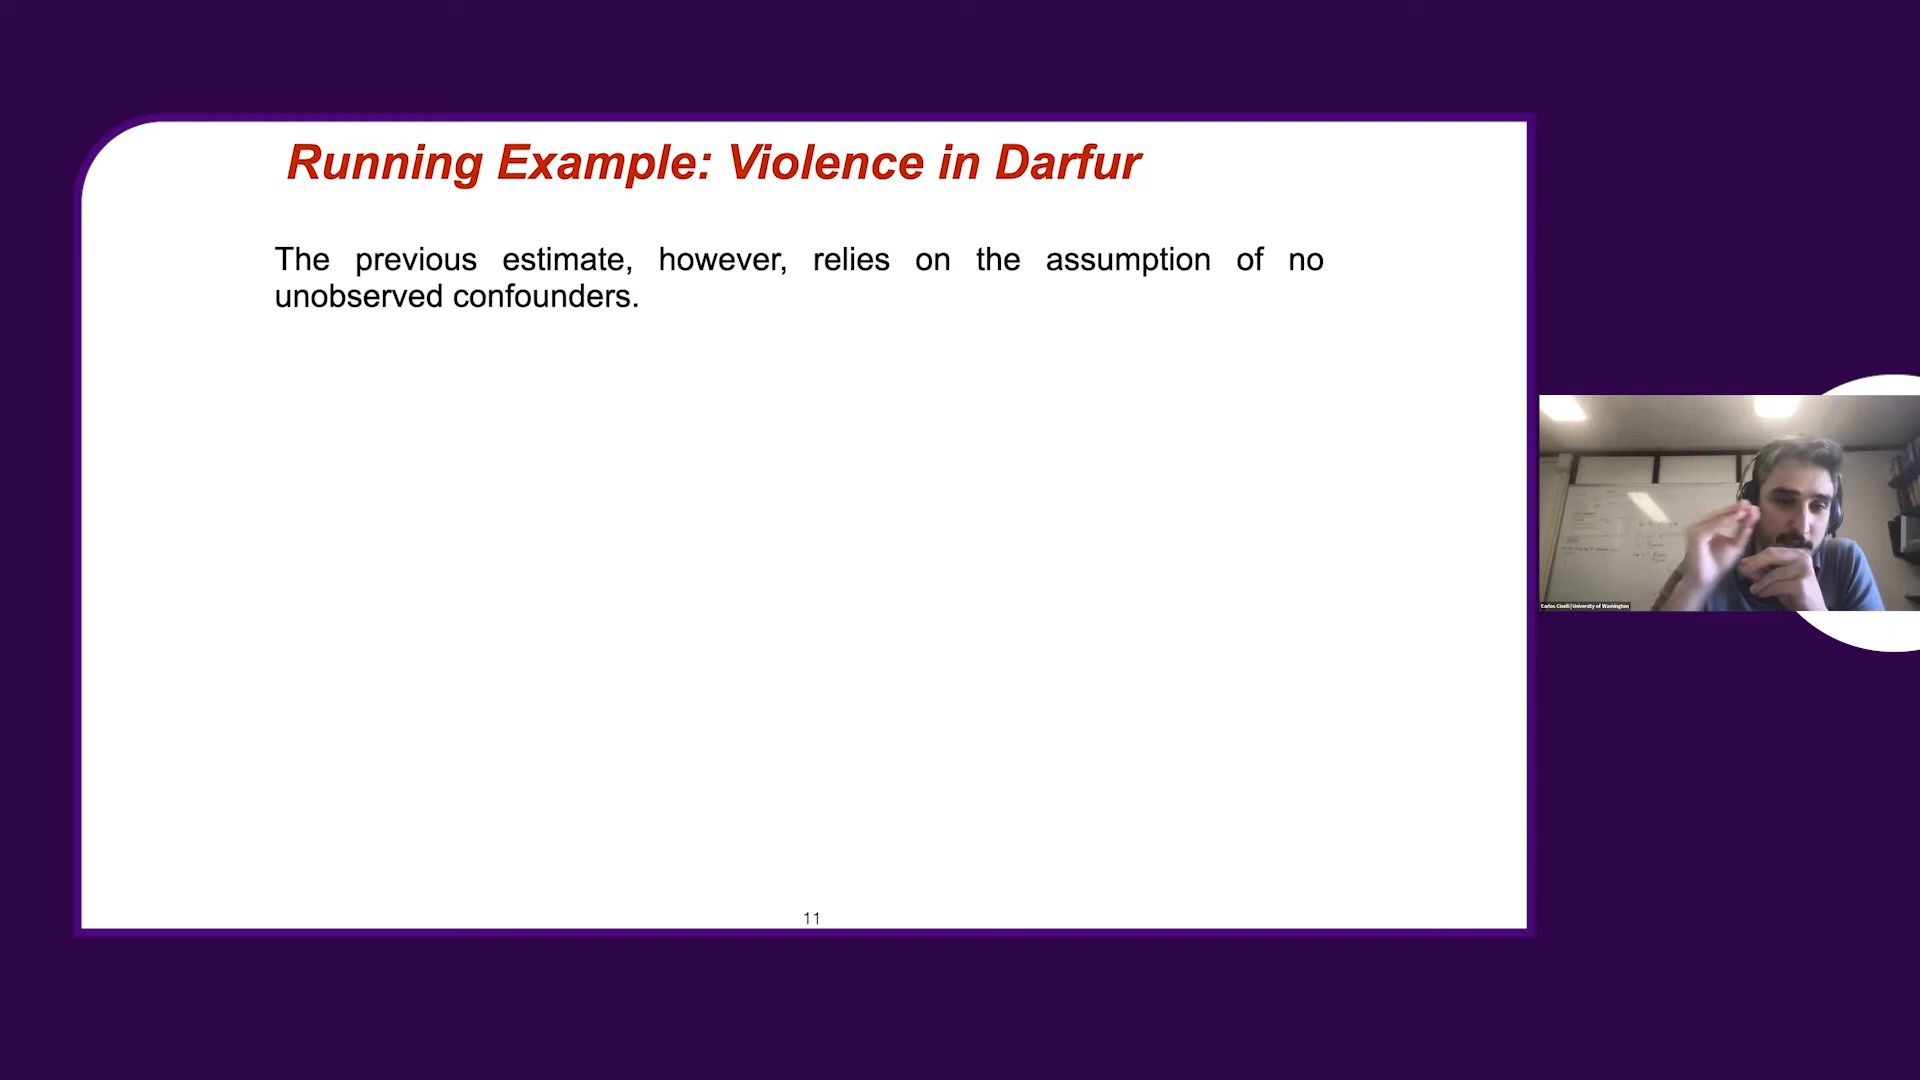 Running Example: Violence in Darfur
The previous estimate, however, relies on the assumption of no
unobserved confounders.
11
Carlos Cinelli | University of Washington